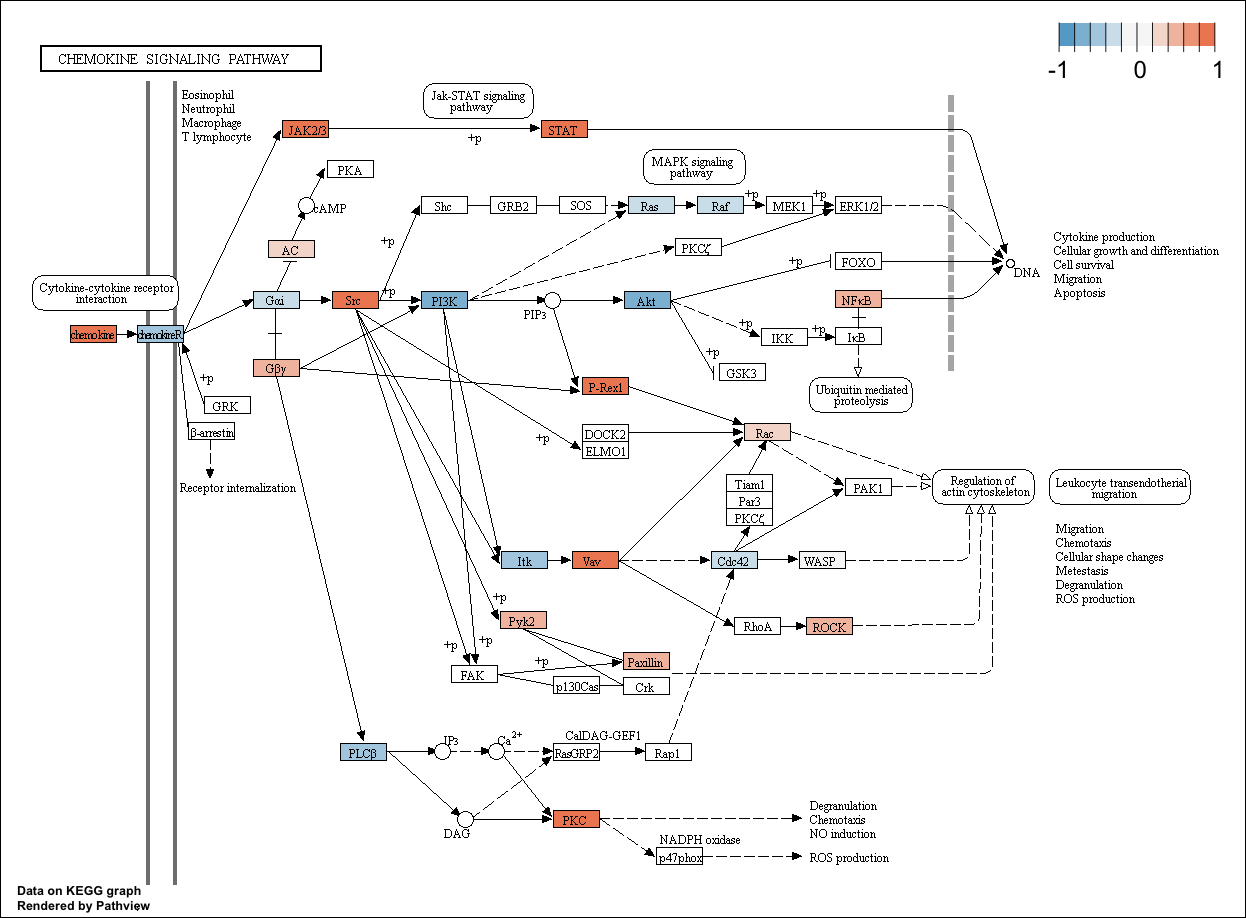 -1 0 1
CHEMOKINE SIGNALING PATHWAY
Eosinophil
Neutrophil
Macrophage
T lymphocyte
Jak-STAT signaling
pathway
JAK2/3
+p
STAT
MAPK signaling
pathway
PKA
cAMP
Shc
GRB2
SOS
Ras
Raf
+p
MEK1
+p
ERK1/2
+p
AC
PKCζ
+p
FOXO
Cytokine production
Cellular growth and differentiation
Cell survival
Migration
Apoptosis
DNA
Cytokine-cytokine receptor
interaction
Gαi
Src
+p
PI3K
PIP3
Akt
NFκB
chemokine
chemokineR
+p
IKK
+p
IκB
+p
GSK3
Gβγ
+p
GRK
β-arrestin
Receptor internalization
P-Rex1
Ubiquitin mediated
proteolysis
+p
DOCK2
ELMO1
Rac
Tiam1
Par3
PKCζ
PAK1
Regulation of
actin cytoskeleton
Leukocyte transendotherial
migration
Itk
Vav
Cdc42
WASP
Migration
Chemotaxis
Cellular shape changes
Metastasis
Degranulation
ROS production
+p
Pyk2
RhoA
ROCK
+p
+p
FAK
+p
Paxillin
p130Cas
Crk
PLCβ
IP3
Ca2+
CalDAG-GEF1
RasGRP2
Rap1
DAG
PKC
Degranulation
Chemotaxis
NO induction
NADPH oxidase
p47phox
ROS production
Data on KEGG graph
Rendered by Pathview